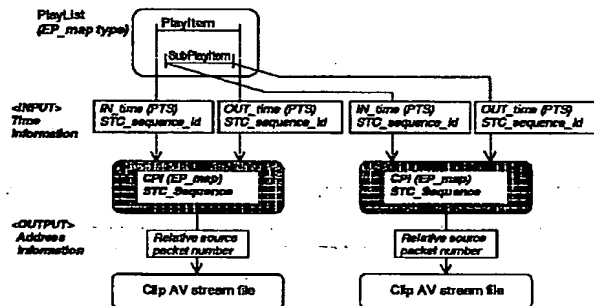 PlayList
(EP_map type)
PlayItem
SubPlayItem
<INPUT>
Time
Information
IN_time (PTS)
STC_sequence_id
OUT_time (PTS)
STC_sequence_id
IN_time (PTS)
STC_sequence_id
OUT_time (PTS)
STC_sequence_id
CPI (EP_map)
STC_Sequence
CPI (EP_map)
STC_Sequence
<OUTPUT>
Address
Information
Relative source
packet number
Relative source
packet number
Clip AV stream file
Clip AV stream file